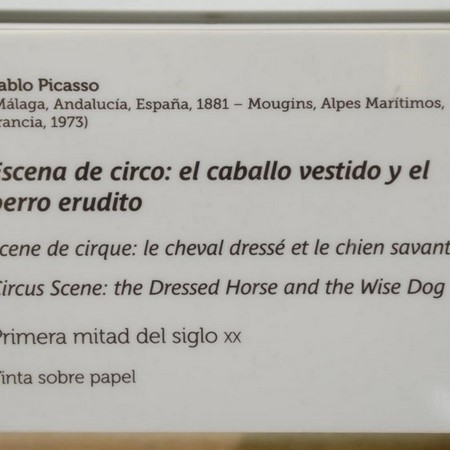 ablo Picasso
Málaga, Andalucía, España, 1881 – Mougins, Alpes Marítimos,
rancia, 1973)
Escena de circo: el caballo vestido y el
perro erudito
cene de cirque: le cheval dressé et le chien savant
Circus Scene: the Dressed Horse and the Wise Dog
Primera mitad del siglo XX
Tinta sobre papel